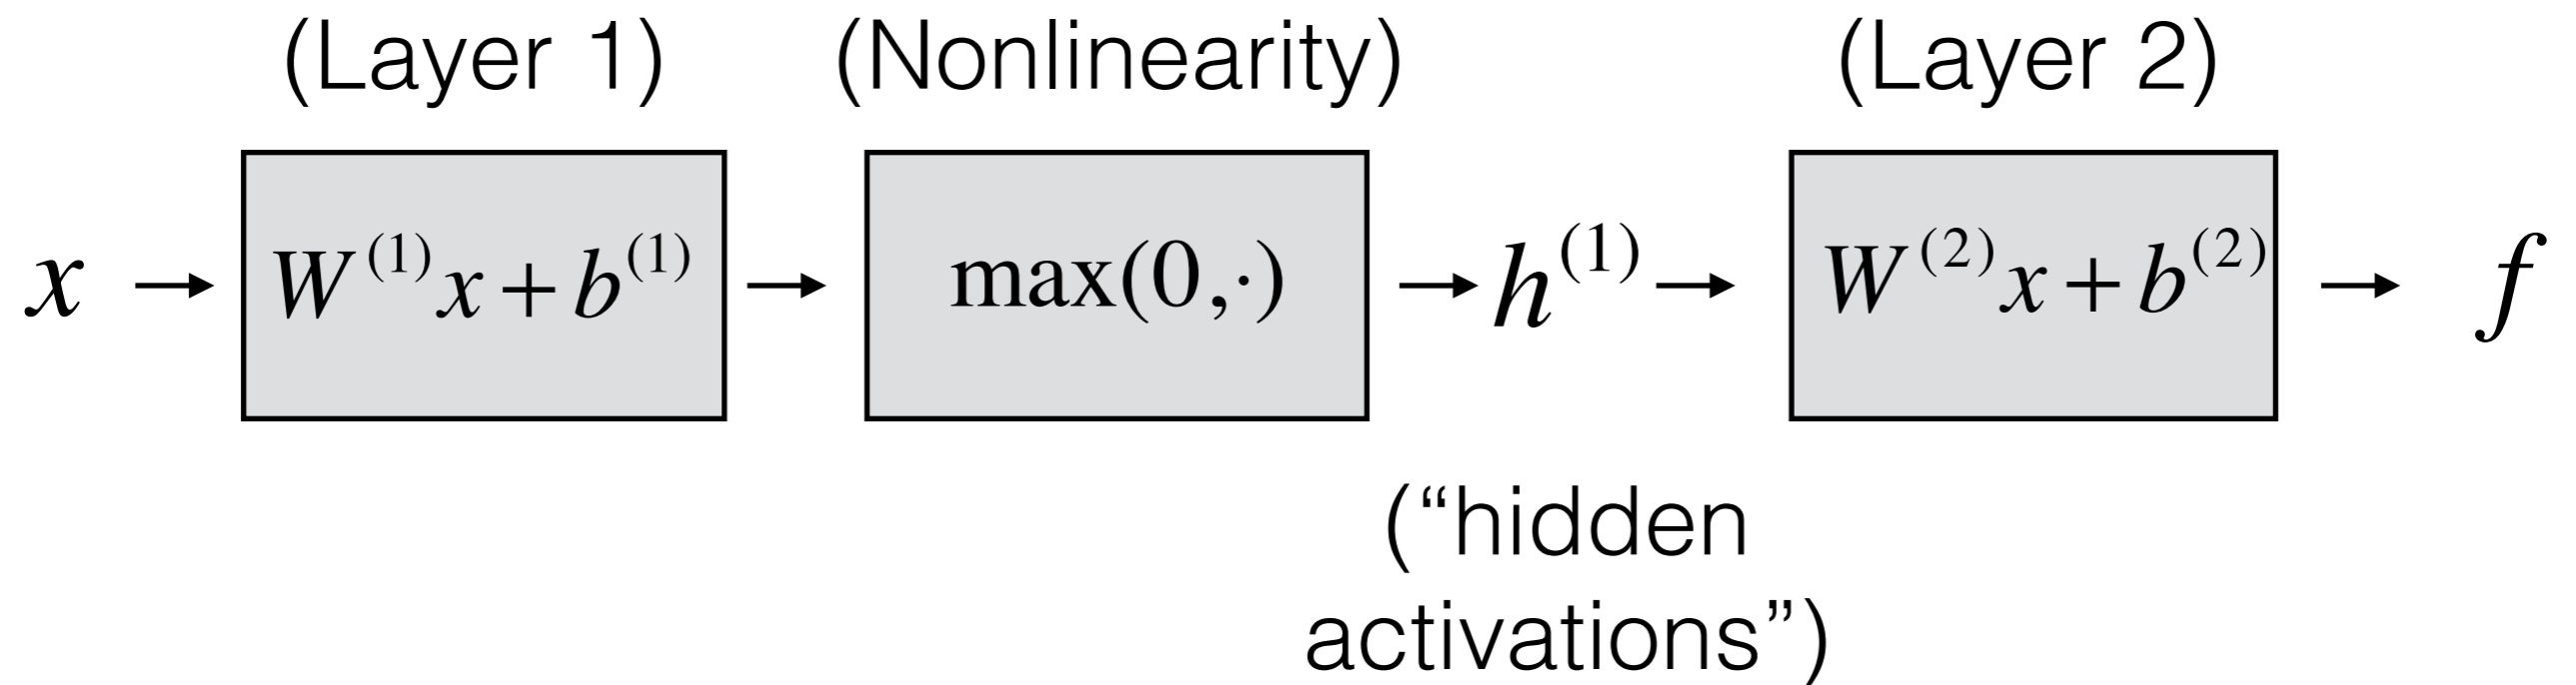 (Layer 1) (Nonlinearity) (Layer 2)
x → W⁽¹⁾x + b⁽¹⁾ → max(0,·) → h⁽¹⁾ → W⁽²⁾x + b⁽²⁾ → f
(“hidden
activations”)